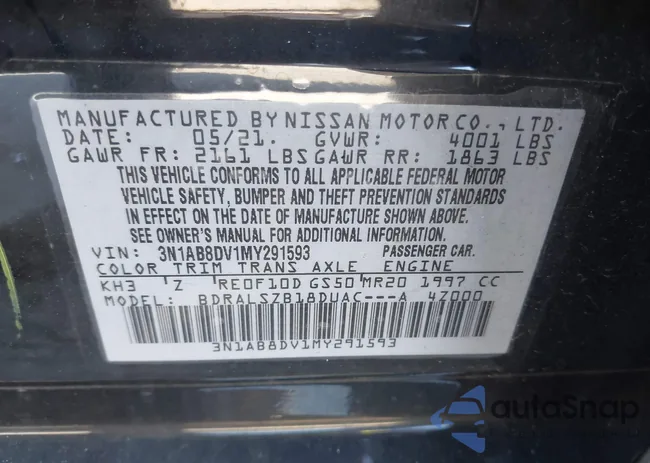 MANUFACTURED BY NISSAN MOTOR CO., LTD.
DATE: 05/21. GVWR: 4001 LBS
GAWR FR: 2161 LBS GAWR RR: 1863 LBS
THIS VEHICLE CONFORMS TO ALL APPLICABLE FEDERAL MOTOR
VEHICLE SAFETY, BUMPER AND THEFT PREVENTION STANDARDS
IN EFFECT ON THE DATE OF MANUFACTURE SHOWN ABOVE.
SEE OWNER'S MANUAL FOR ADDITIONAL INFORMATION.
VIN: 3N1AB8DV1MY291593 PASSENGER CAR.
COLOR TRIM TRANS AXLE ENGINE
KH3 Z RE0F10D GS50 MR20 1997 CC
MODEL: BDRALSZB18DUAC---A 4Z000
3N1AB8DV1MY291593
autoSnap